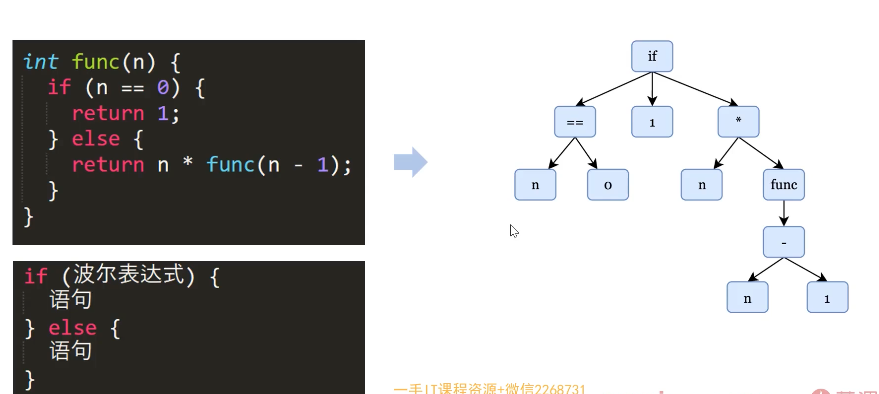 int func(n) {
if (n == 0) {
return 1;
} else {
return n * func(n - 1);
}
}
if (波尔表达式) {
语句
} else {
语句
}
if
== 1 *
n 0 n func
-
n 1
一手IT课程资源+微信2268731